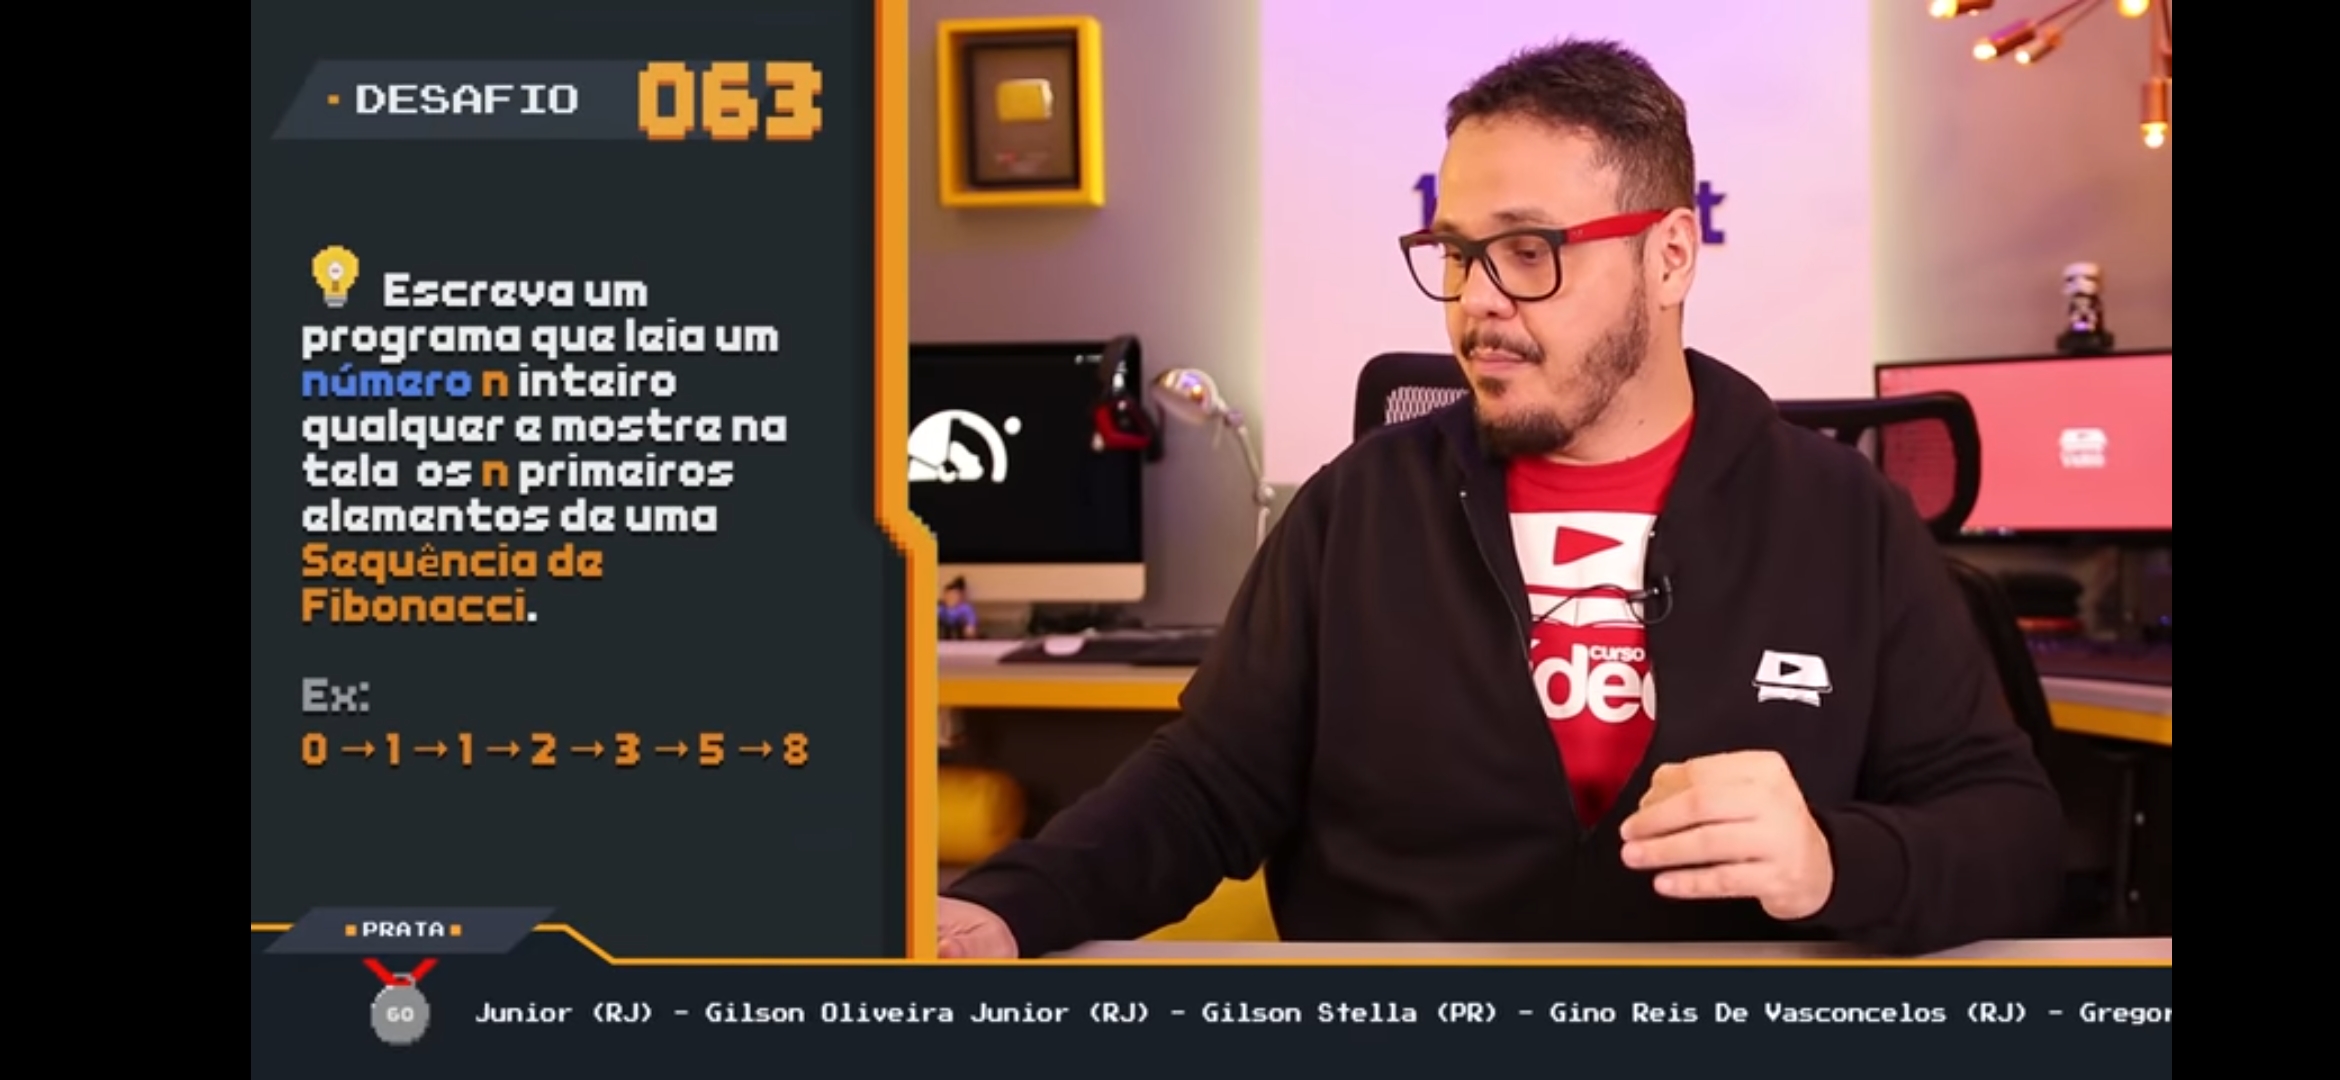 DESAFIO 063
Escreva um
programa que leia um
número n inteiro
qualquer e mostre na
tela os n primeiros
elementos de uma
Sequência de
Fibonacci.
Ex:
0 → 1 → 1 → 2 → 3 → 5 → 8
t
curso
PRATA
GO
Junior (RJ) - Gilson Oliveira Junior (RJ) - Gilson Stella (PR) - Gino Reis De Vasconcelos (RJ) - Gregor